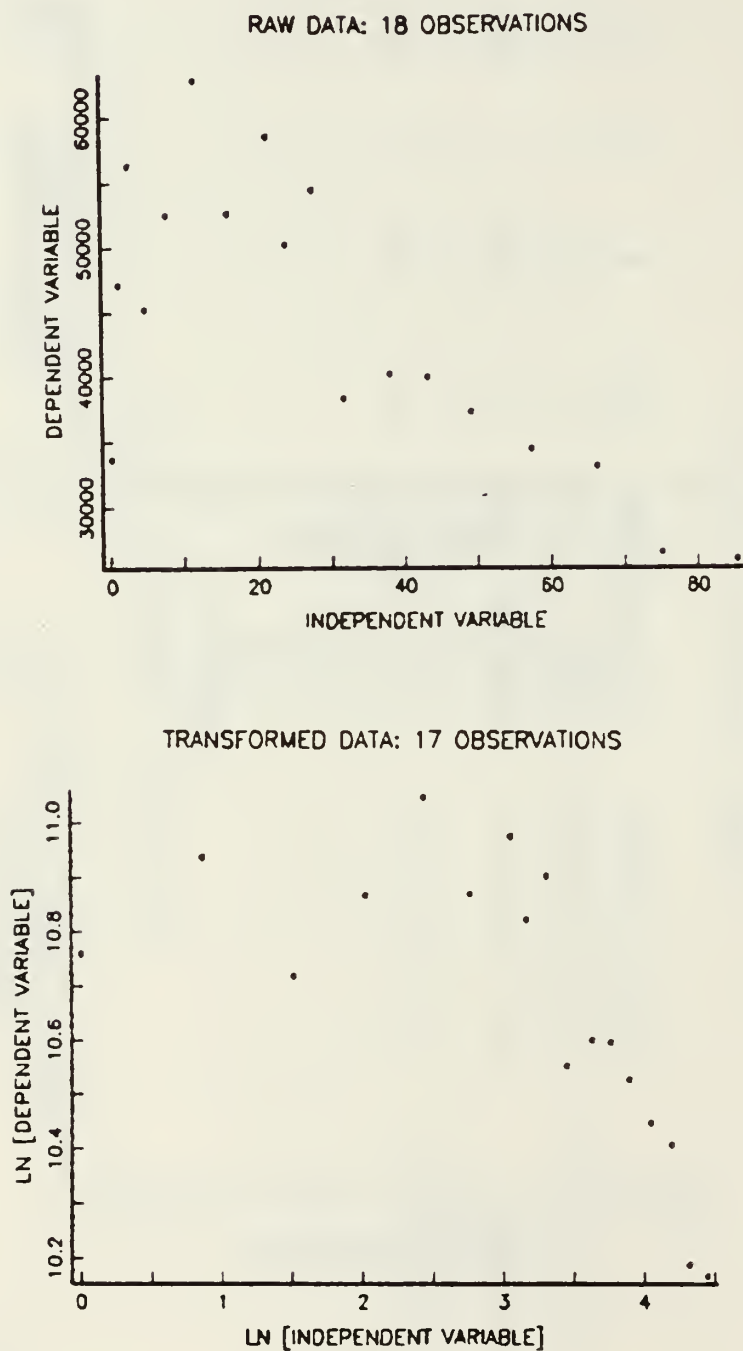 RAW DATA: 18 OBSERVATIONS
DEPENDENT VARIABLE
60000
50000
40000
30000
0 20 40 60 80
INDEPENDENT VARIABLE
TRANSFORMED DATA: 17 OBSERVATIONS
LN [DEPENDENT VARIABLE]
11.0
10.8
10.6
10.4
10.2
0 1 2 3 4
LN [INDEPENDENT VARIABLE]